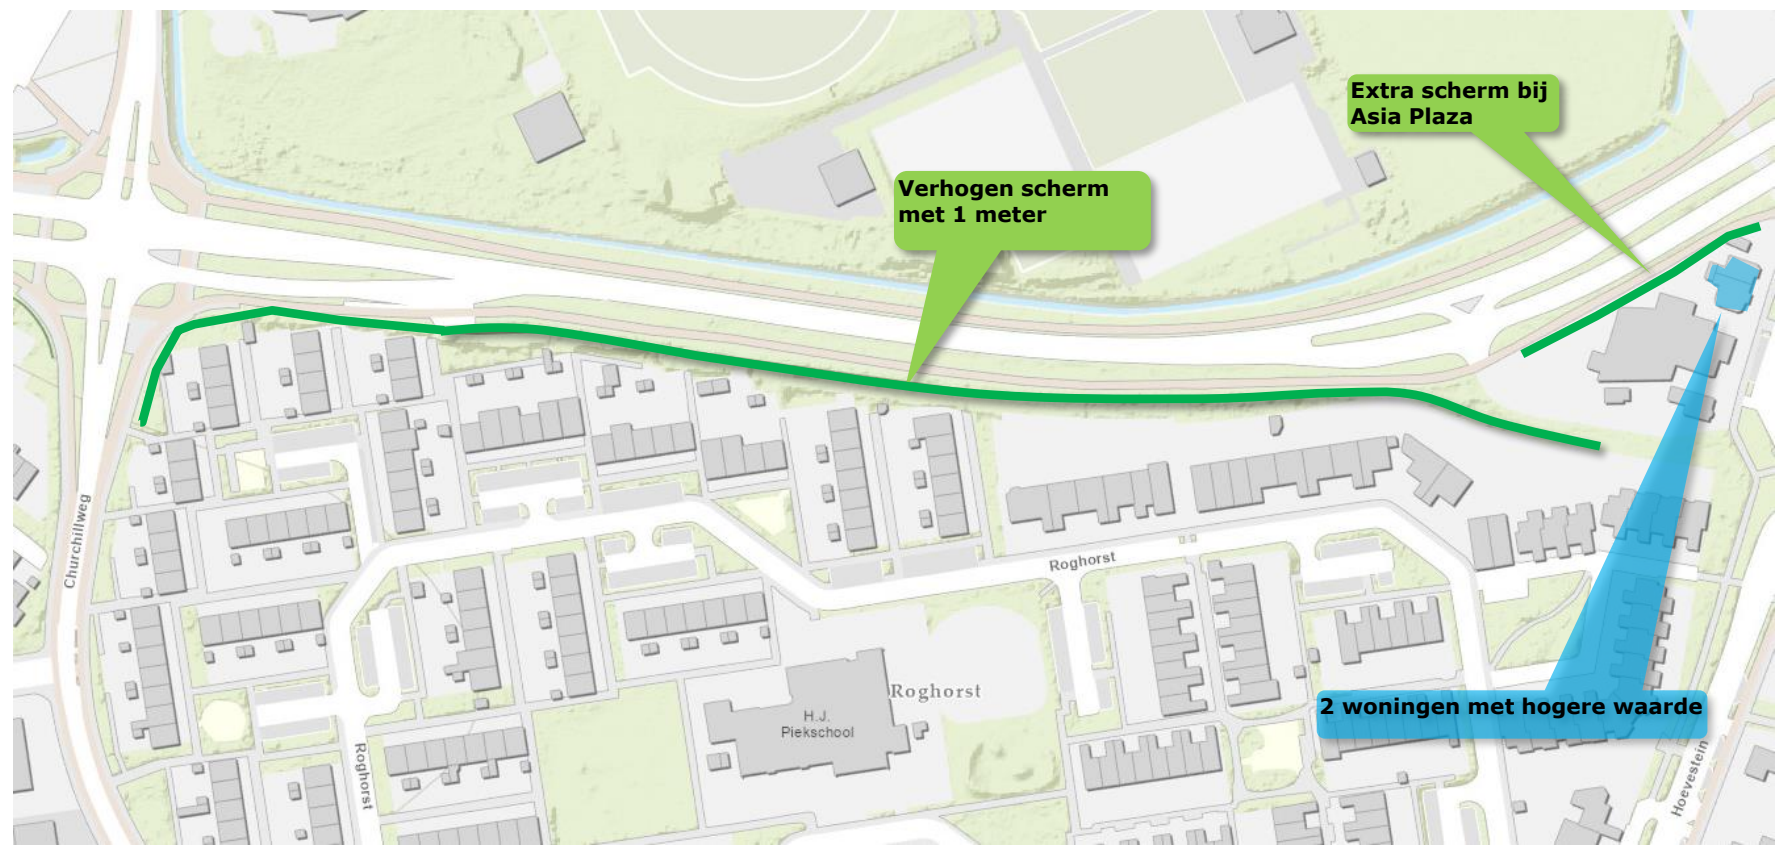 Extra scherm bij
Asia Plaza
Verhogen scherm
met 1 meter
Churchillweg
Roghorst
Roghorst
H.J.
Piekschool
2 woningen met hogere waarde
Roghorst
Hoevestein